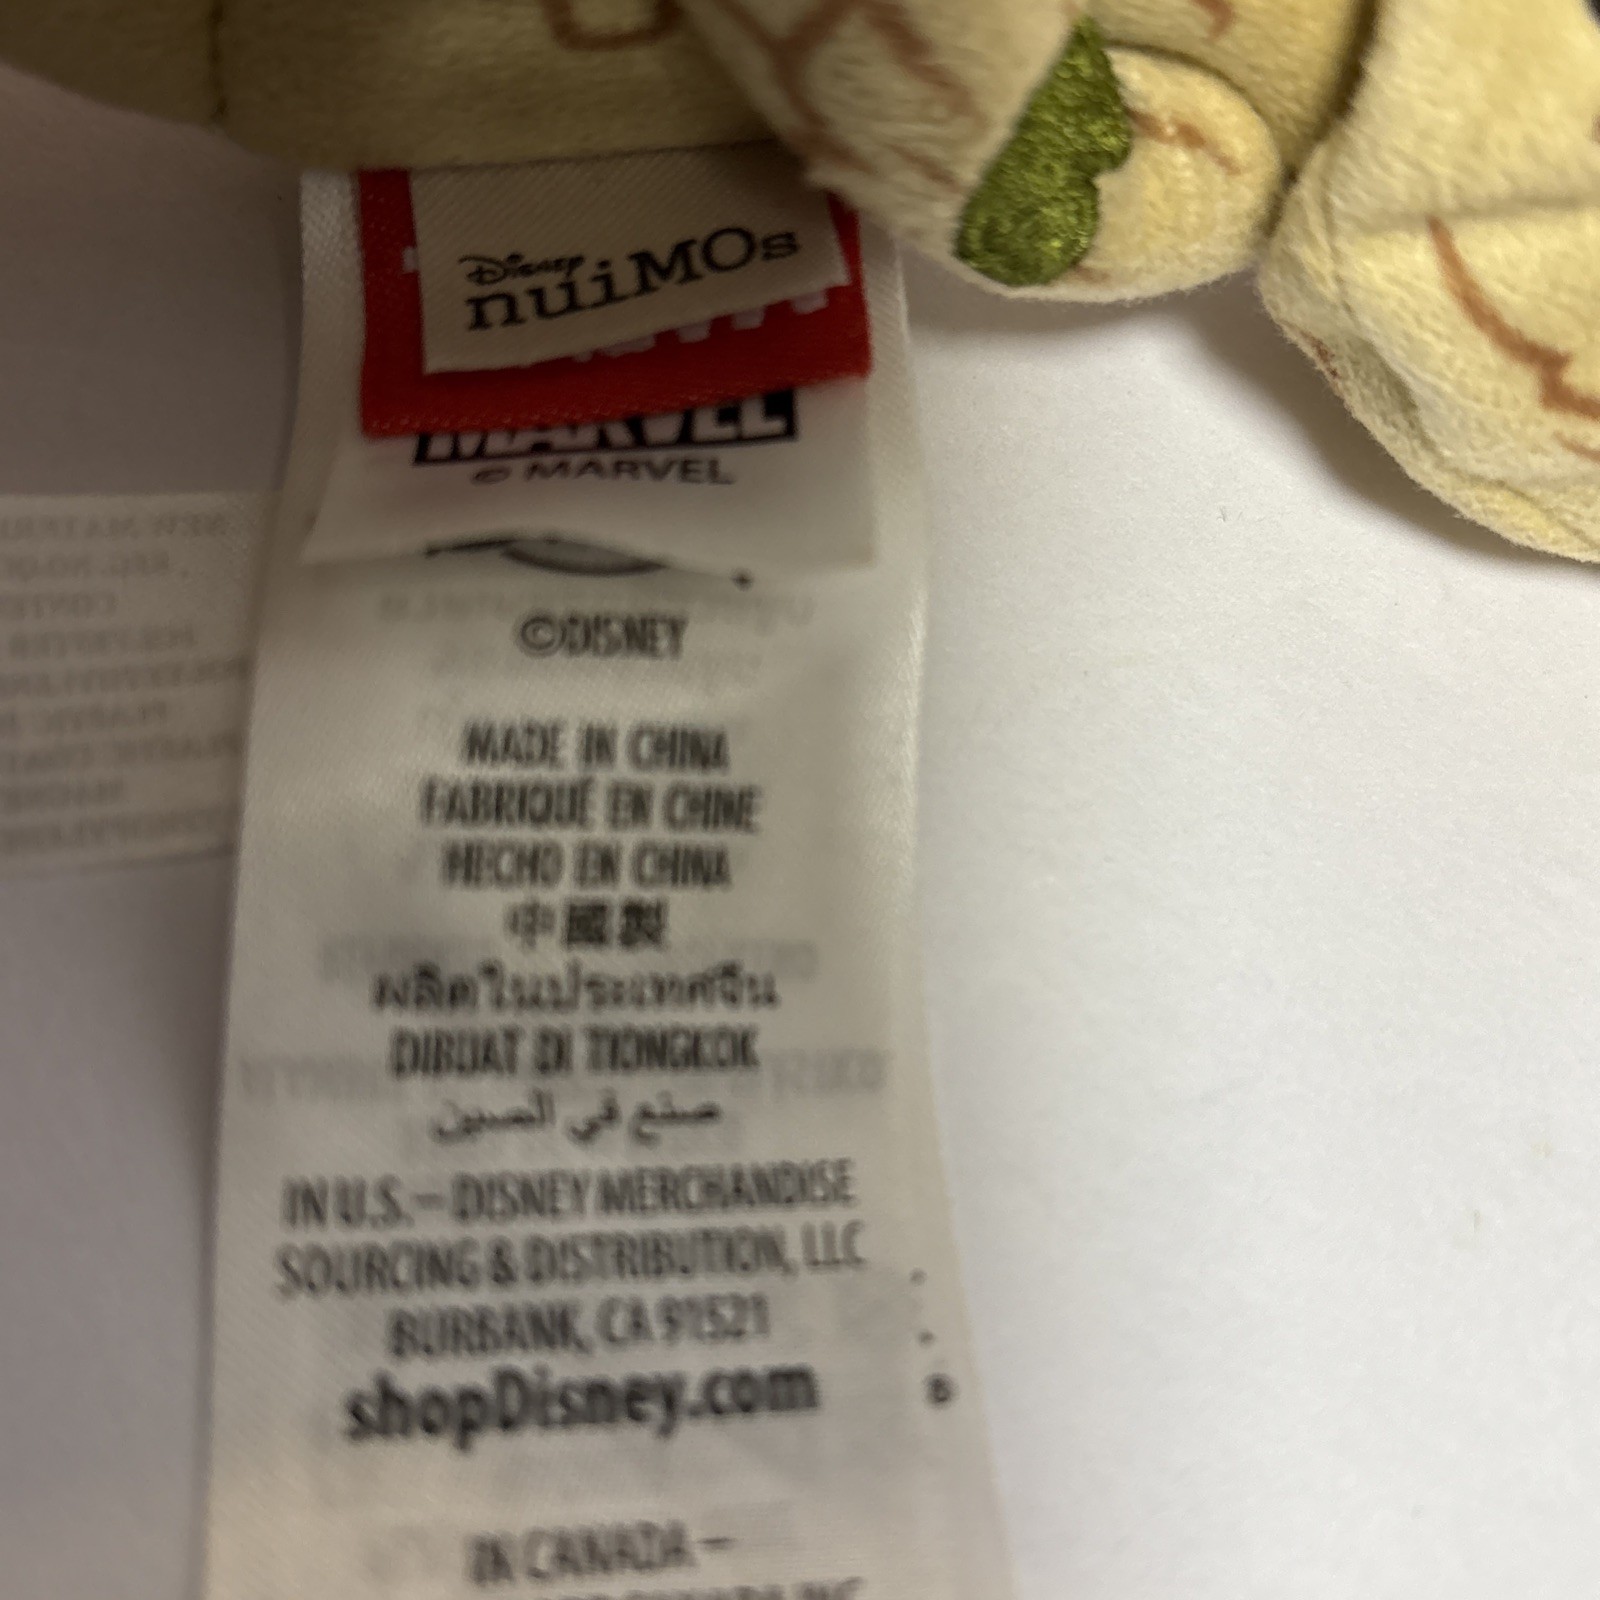 Disney
nuiMOs
MARVEL
© MARVEL
©DISNEY
MADE IN CHINA
FABRIQUÉ EN CHINE
HECHO EN CHINA
中國製
ผลิตในประเทศจีน
DIBUAT DI TIONGKOK
صنع في الصين
IN U.S. – DISNEY MERCHANDISE
SOURCING & DISTRIBUTION, LLC
BURBANK, CA 91521
shopDisney.com
IN CANADA –